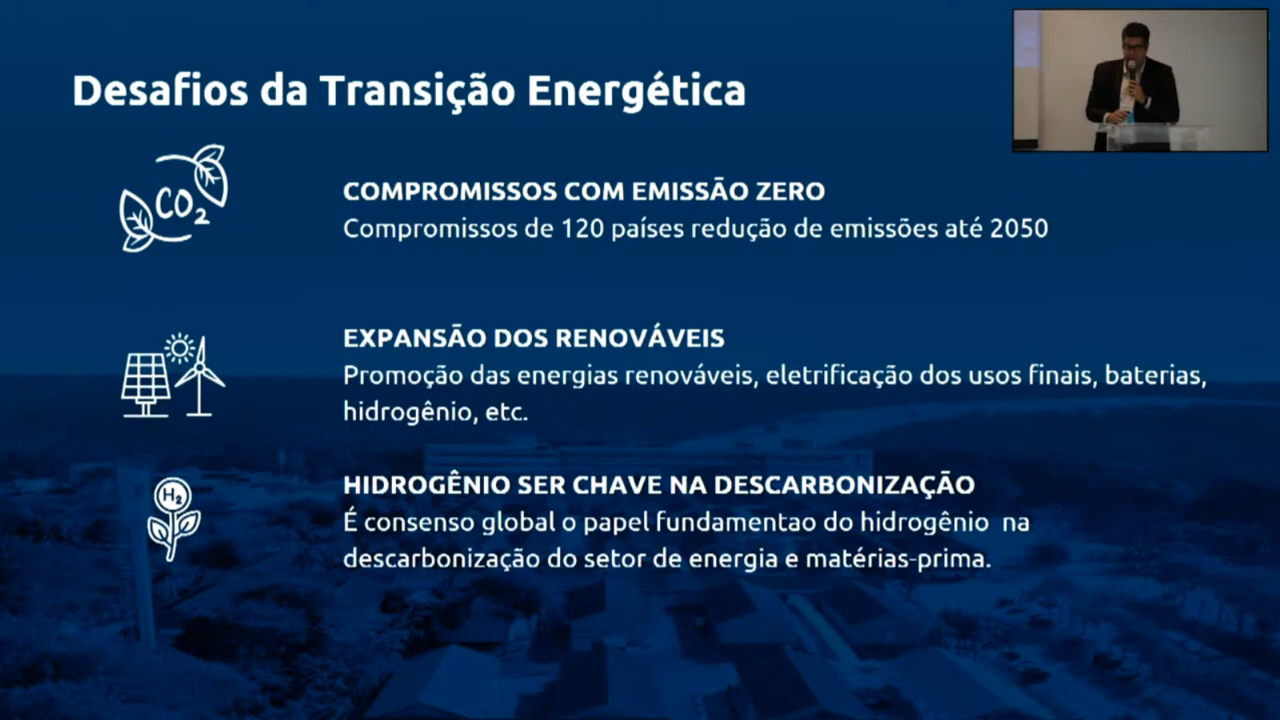 Desafios da Transição Energética
CO2
COMPROMISSOS COM EMISSÃO ZERO
Compromissos de 120 países redução de emissões até 2050
EXPANSÃO DOS RENOVÁVEIS
Promoção das energias renováveis, eletrificação dos usos finais, baterias,
hidrogênio, etc.
H2
HIDROGÊNIO SER CHAVE NA DESCARBONIZAÇÃO
É consenso global o papel fundamentao do hidrogênio na
descarbonização do setor de energia e matérias-prima.